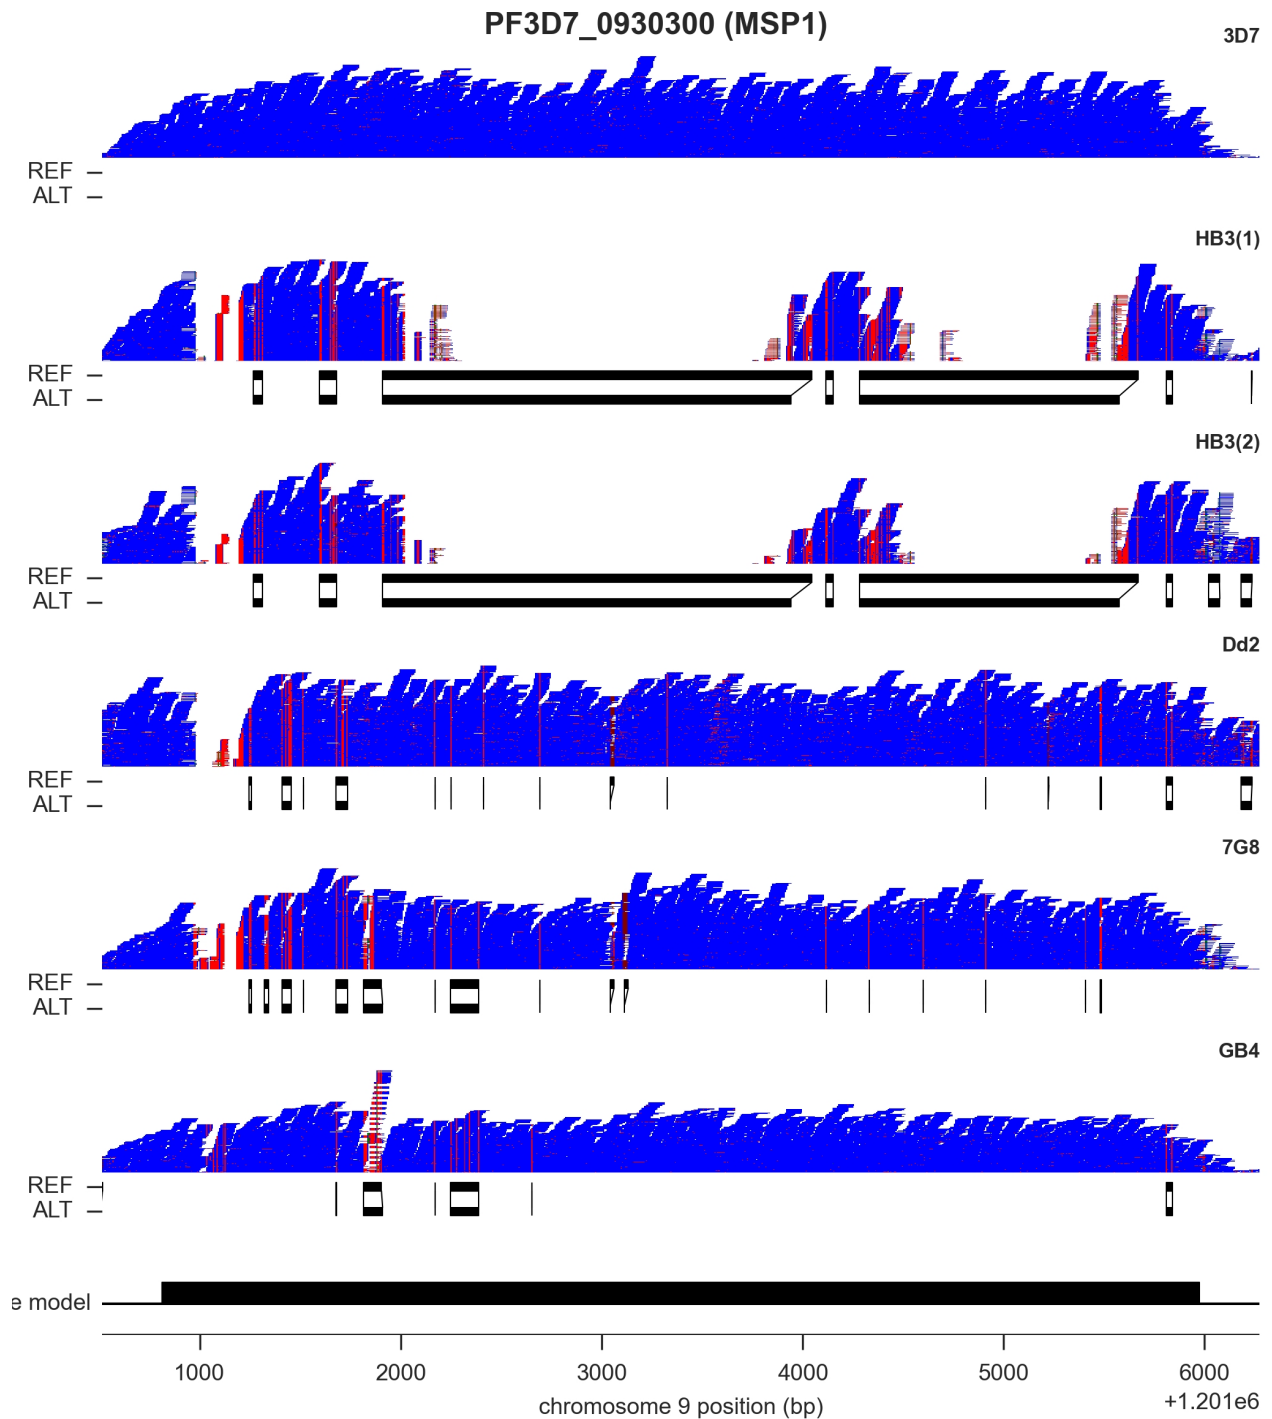 PF3D7_0930300 (MSP1)
3D7
REF
ALT
HB3(1)
REF
ALT
HB3(2)
REF
ALT
Dd2
REF
ALT
7G8
REF
ALT
GB4
REF
ALT
e model
1000 2000 3000 4000 5000 6000
chromosome 9 position (bp)
+1.201e6